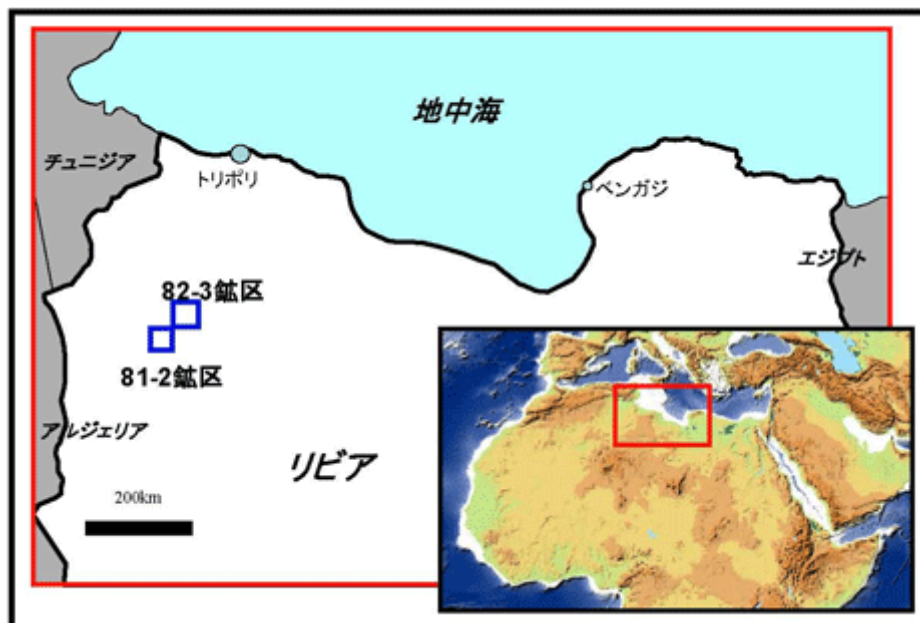 地中海
チュニジア
トリポリ
ベンガジ
エジプト
82-3鉱区
81-2鉱区
アルジェリア
リビア
200km